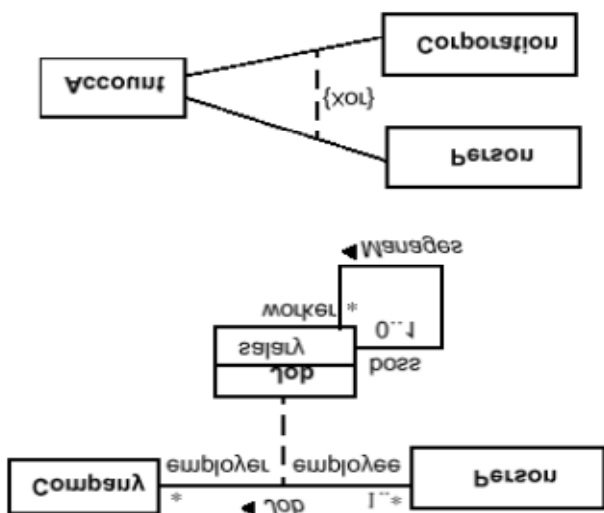 Company
*
employer
◀ Job
employee
1..*
Person
Job
salary
boss
0..1
worker *
◀ Manages
Person
{Xor}
Account
Corporation